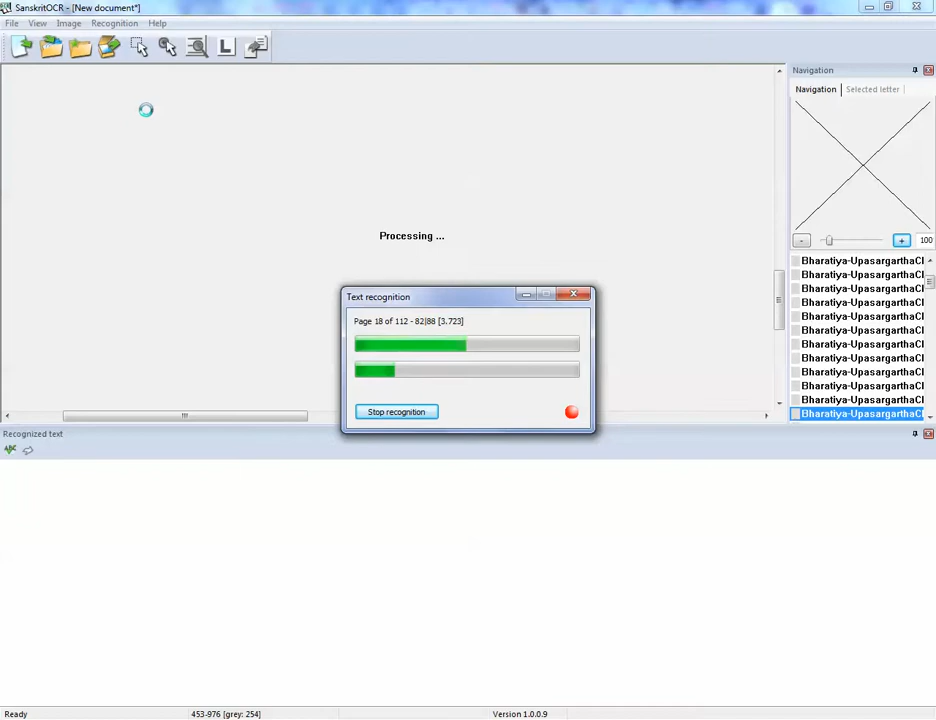 SanskritOCR - [New document*]
File View Image Recognition Help
Navigation
Navigation Selected letter
Processing ...
- + 100
Bharatiya-UpasargarthaCl
Bharatiya-UpasargarthaCl
Bharatiya-UpasargarthaCl
Bharatiya-UpasargarthaCl
Bharatiya-UpasargarthaCl
Bharatiya-UpasargarthaCl
Bharatiya-UpasargarthaCl
Bharatiya-UpasargarthaCl
Bharatiya-UpasargarthaCl
Bharatiya-UpasargarthaCl
Bharatiya-UpasargarthaCl
Bharatiya-UpasargarthaCl
Text recognition
Page 18 of 112 - 82|88 [3.723]
Stop recognition
Recognized text
ABC
Ready 453-976 [grey: 254] Version 1.0.0.9